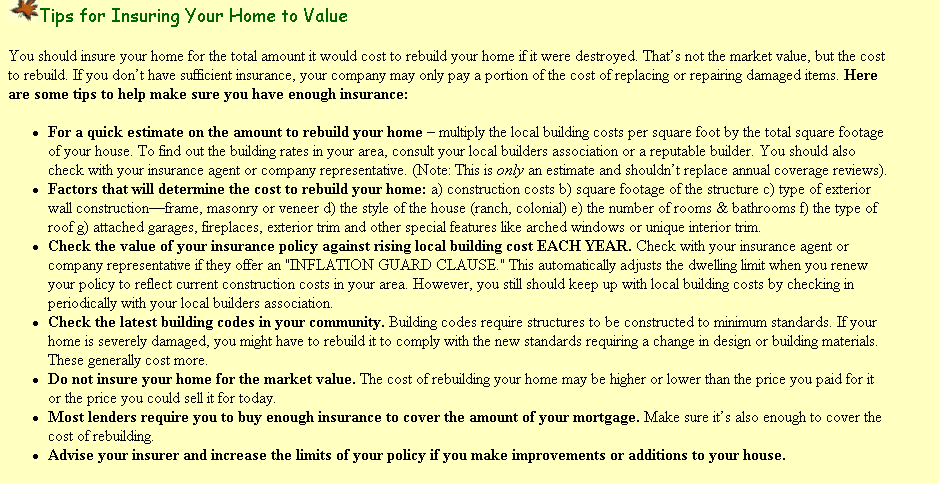 Tips for Insuring Your Home to Value
You should insure your home for the total amount it would cost to rebuild your home if it were destroyed. That's not the market value, but the cost
to rebuild. If you don't have sufficient insurance, your company may only pay a portion of the cost of replacing or repairing damaged items. Here
are some tips to help make sure you have enough insurance:
• For a quick estimate on the amount to rebuild your home – multiply the local building costs per square foot by the total square footage
of your house. To find out the building rates in your area, consult your local builders association or a reputable builder. You should also
check with your insurance agent or company representative. (Note: This is only an estimate and shouldn't replace annual coverage reviews).
• Factors that will determine the cost to rebuild your home: a) construction costs b) square footage of the structure c) type of exterior
wall construction—frame, masonry or veneer d) the style of the house (ranch, colonial) e) the number of rooms & bathrooms f) the type of
roof g) attached garages, fireplaces, exterior trim and other special features like arched windows or unique interior trim.
• Check the value of your insurance policy against rising local building cost EACH YEAR. Check with your insurance agent or
company representative if they offer an "INFLATION GUARD CLAUSE." This automatically adjusts the dwelling limit when you renew
your policy to reflect current construction costs in your area. However, you still should keep up with local building costs by checking in
periodically with your local builders association.
• Check the latest building codes in your community. Building codes require structures to be constructed to minimum standards. If your
home is severely damaged, you might have to rebuild it to comply with the new standards requiring a change in design or building materials.
These generally cost more.
• Do not insure your home for the market value. The cost of rebuilding your home may be higher or lower than the price you paid for it
or the price you could sell it for today.
• Most lenders require you to buy enough insurance to cover the amount of your mortgage. Make sure it's also enough to cover the
cost of rebuilding.
• Advise your insurer and increase the limits of your policy if you make improvements or additions to your house.